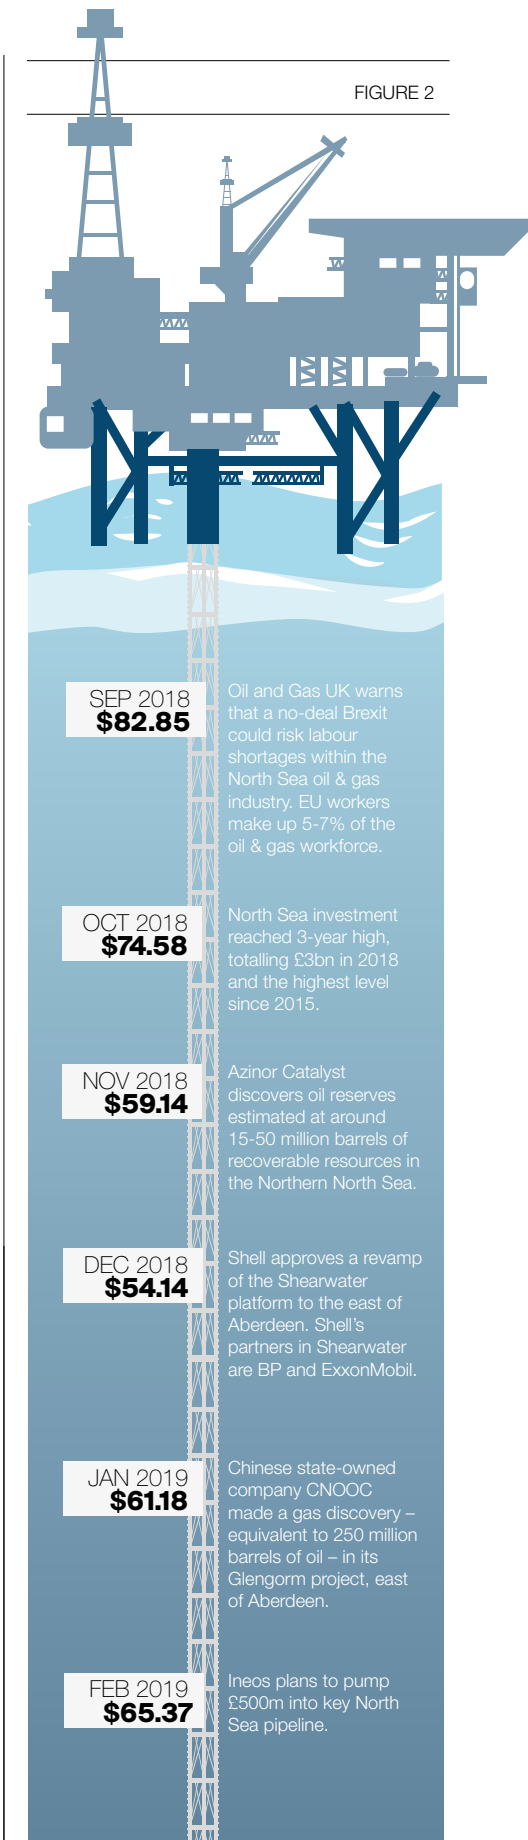 FIGURE 2
SEP 2018
$82.85
Oil and Gas UK warns
that a no-deal Brexit
could risk labour
shortages within the
North Sea oil & gas
industry. EU workers
make up 5-7% of the
oil & gas workforce.
OCT 2018
$74.58
North Sea investment
reached 3-year high,
totalling £3bn in 2018
and the highest level
since 2015.
NOV 2018
$59.14
Azinor Catalyst
discovers oil reserves
estimated at around
15-50 million barrels of
recoverable resources in
the Northern North Sea.
DEC 2018
$54.14
Shell approves a revamp
of the Shearwater
platform to the east of
Aberdeen. Shell’s
partners in Shearwater
are BP and ExxonMobil.
JAN 2019
$61.18
Chinese state-owned
company CNOOC
made a gas discovery –
equivalent to 250 million
barrels of oil – in its
Glengorm project, east
of Aberdeen.
FEB 2019
$65.37
Ineos plans to pump
£500m into key North
Sea pipeline.